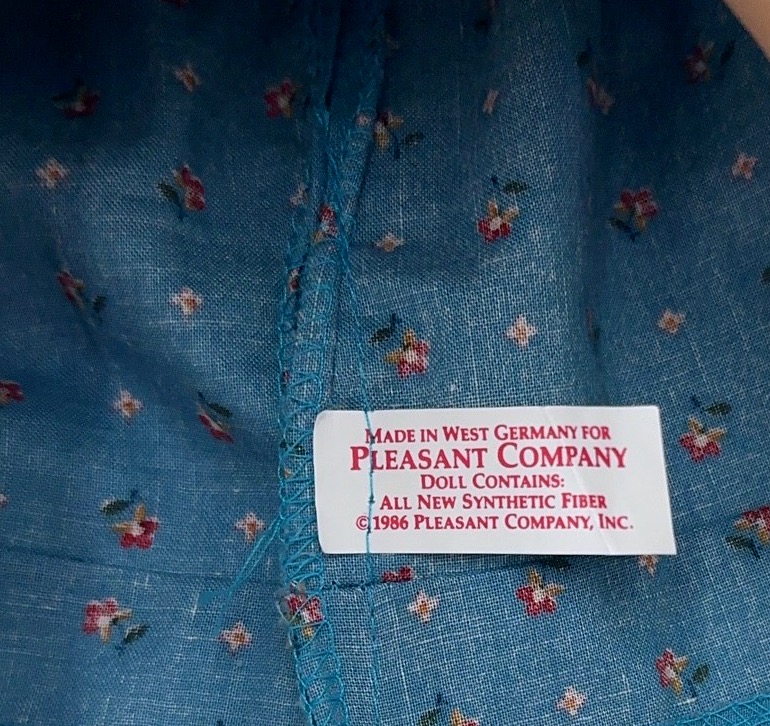 MADE IN WEST GERMANY FOR
PLEASANT COMPANY
DOLL CONTAINS:
ALL NEW SYNTHETIC FIBER
©1986 PLEASANT COMPANY, INC.